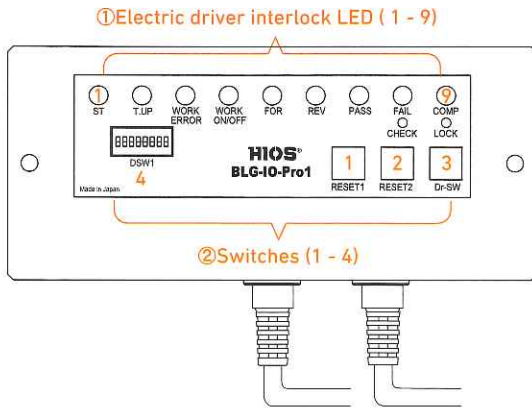 ①Electric driver interlock LED ( 1 - 9)
1 9
ST T.UP WORK ERROR WORK ON/OFF FOR REV PASS FAIL COMP
CHECK LOCK
88888888
DSW1
4
HIOS®
BLG-IO-Pro1
1 2 3
RESET1 RESET2 Dr-SW
Made in Japan
②Switches (1 - 4)